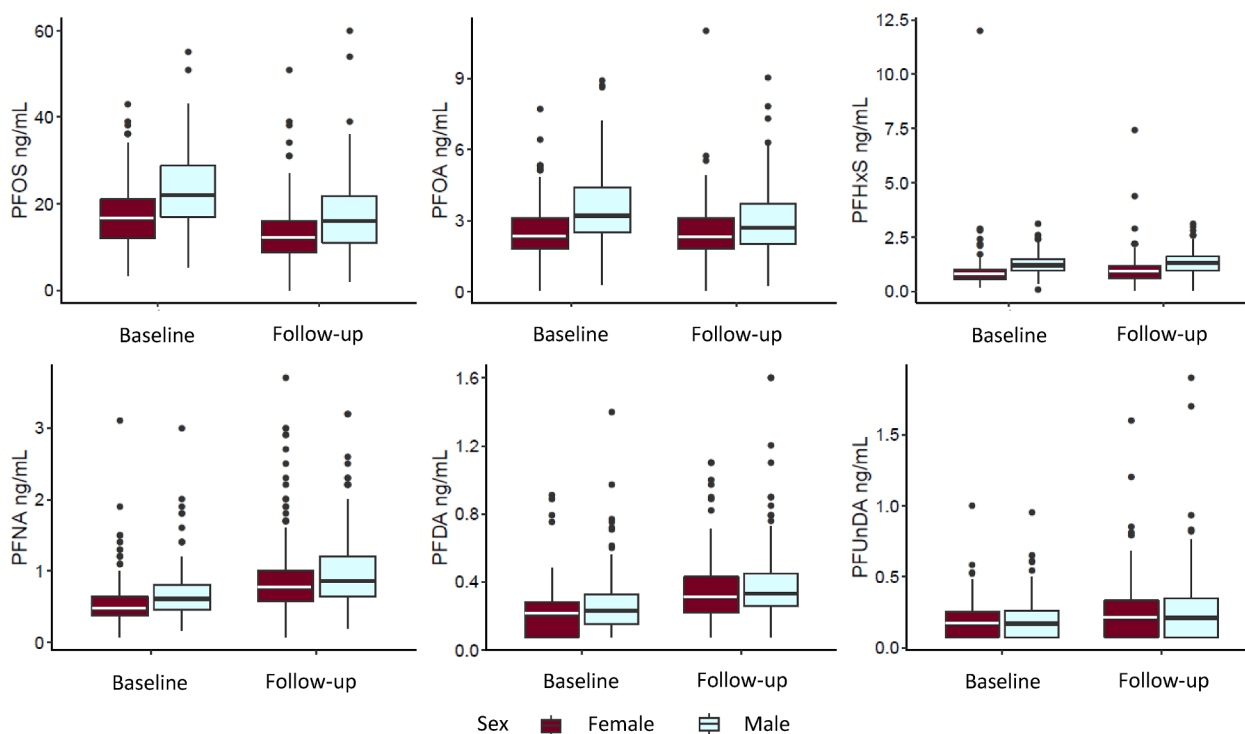 PFOS ng/mL
60
40
20
0
Baseline Follow-up
PFOA ng/mL
9
6
3
0
Baseline Follow-up
PFHxS ng/mL
12.5
10.0
7.5
5.0
2.5
0.0
Baseline Follow-up
PFNA ng/mL
3
2
1
0
Baseline Follow-up
PFDA ng/mL
1.6
1.2
0.8
0.4
0.0
Baseline Follow-up
PFUnDA ng/mL
1.5
1.0
0.5
0.0
Baseline Follow-up
Sex Female Male